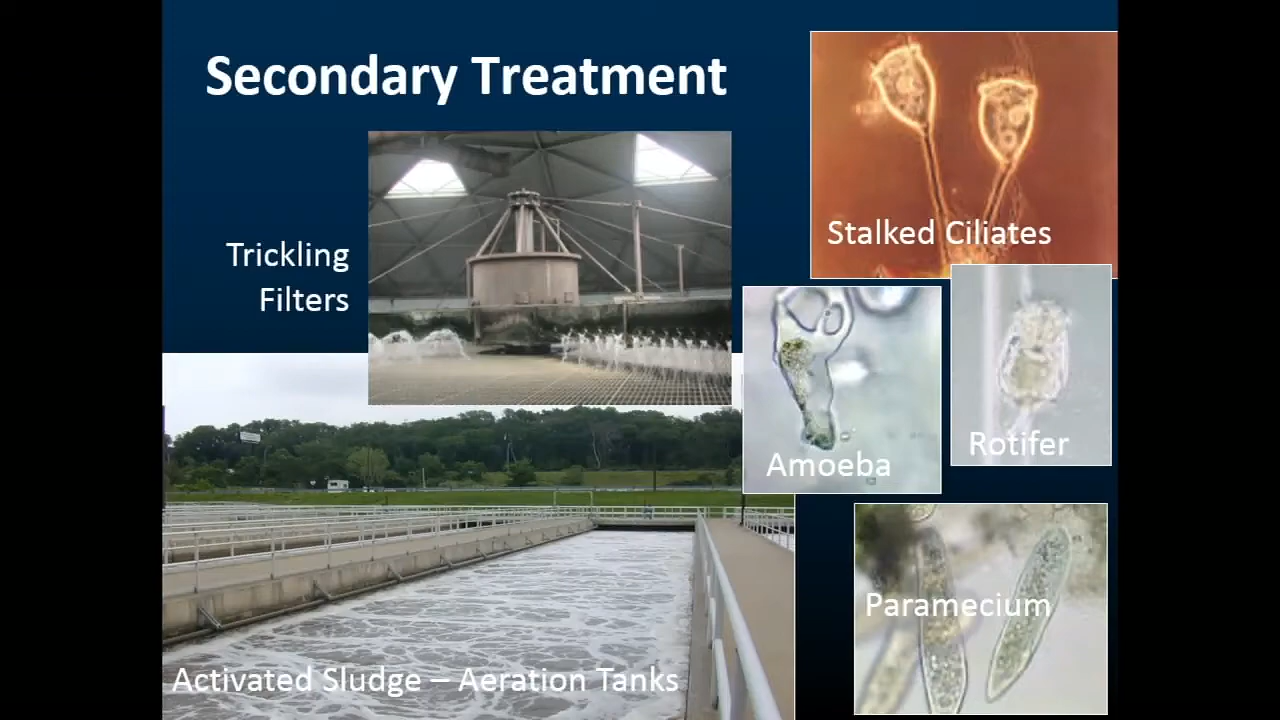 Secondary Treatment
Trickling
Filters
Stalked Ciliates
Amoeba
Rotifer
Paramecium
Activated Sludge – Aeration Tanks